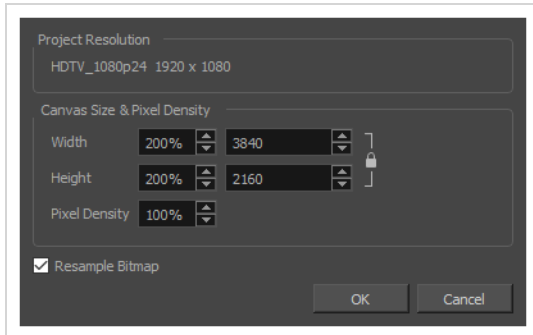 Project Resolution
HDTV_1080p24 1920 x 1080
Canvas Size & Pixel Density
Width 200% 3840
Height 200% 2160
Pixel Density 100%
Resample Bitmap
OK Cancel